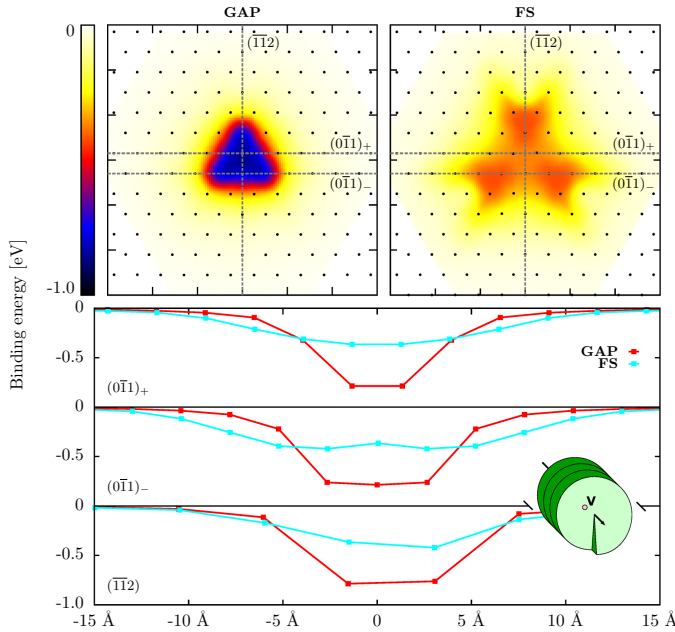 GAP FS
0
(1̅1̅2) (1̅1̅2)
(01̅1)₊ (01̅1)₊
(01̅1)₋ (01̅1)₋
-1.0
Binding energy [eV]
0
-0.5
GAP
FS
(01̅1)₊
0
-0.5
(01̅1)₋
V
0
-0.5
(1̅1̅2)
-1.0
-15 Å -10 Å -5 Å 0 5 Å 10 Å 15 Å